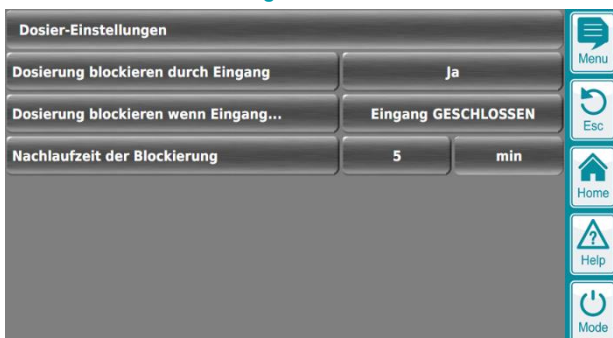 Dosier-Einstellungen
Dosierung blockieren durch Eingang Ja
Dosierung blockieren wenn Eingang... Eingang GESCHLOSSEN
Nachlaufzeit der Blockierung 5 min
Menu
Esc
Home
Help
Mode